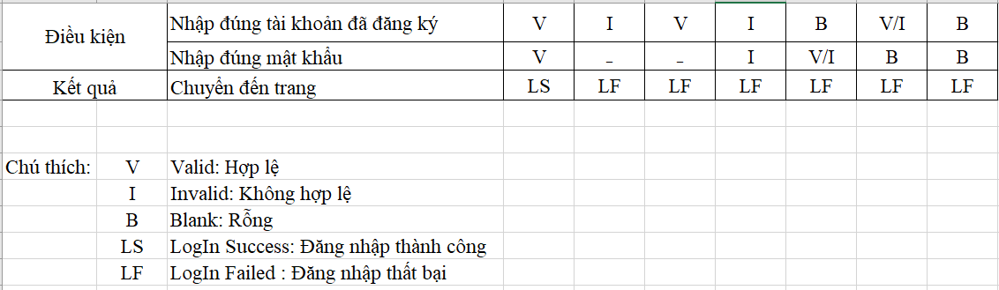 Điều kiện
Nhập đúng tài khoản đã đăng ký V I V I B V/I B
Nhập đúng mật khẩu V _ _ I V/I B B
Kết quả Chuyển đến trang LS LF LF LF LF LF LF
Chú thích: V Valid: Hợp lệ
I Invalid: Không hợp lệ
B Blank: Rỗng
LS LogIn Success: Đăng nhập thành công
LF LogIn Failed : Đăng nhập thất bại